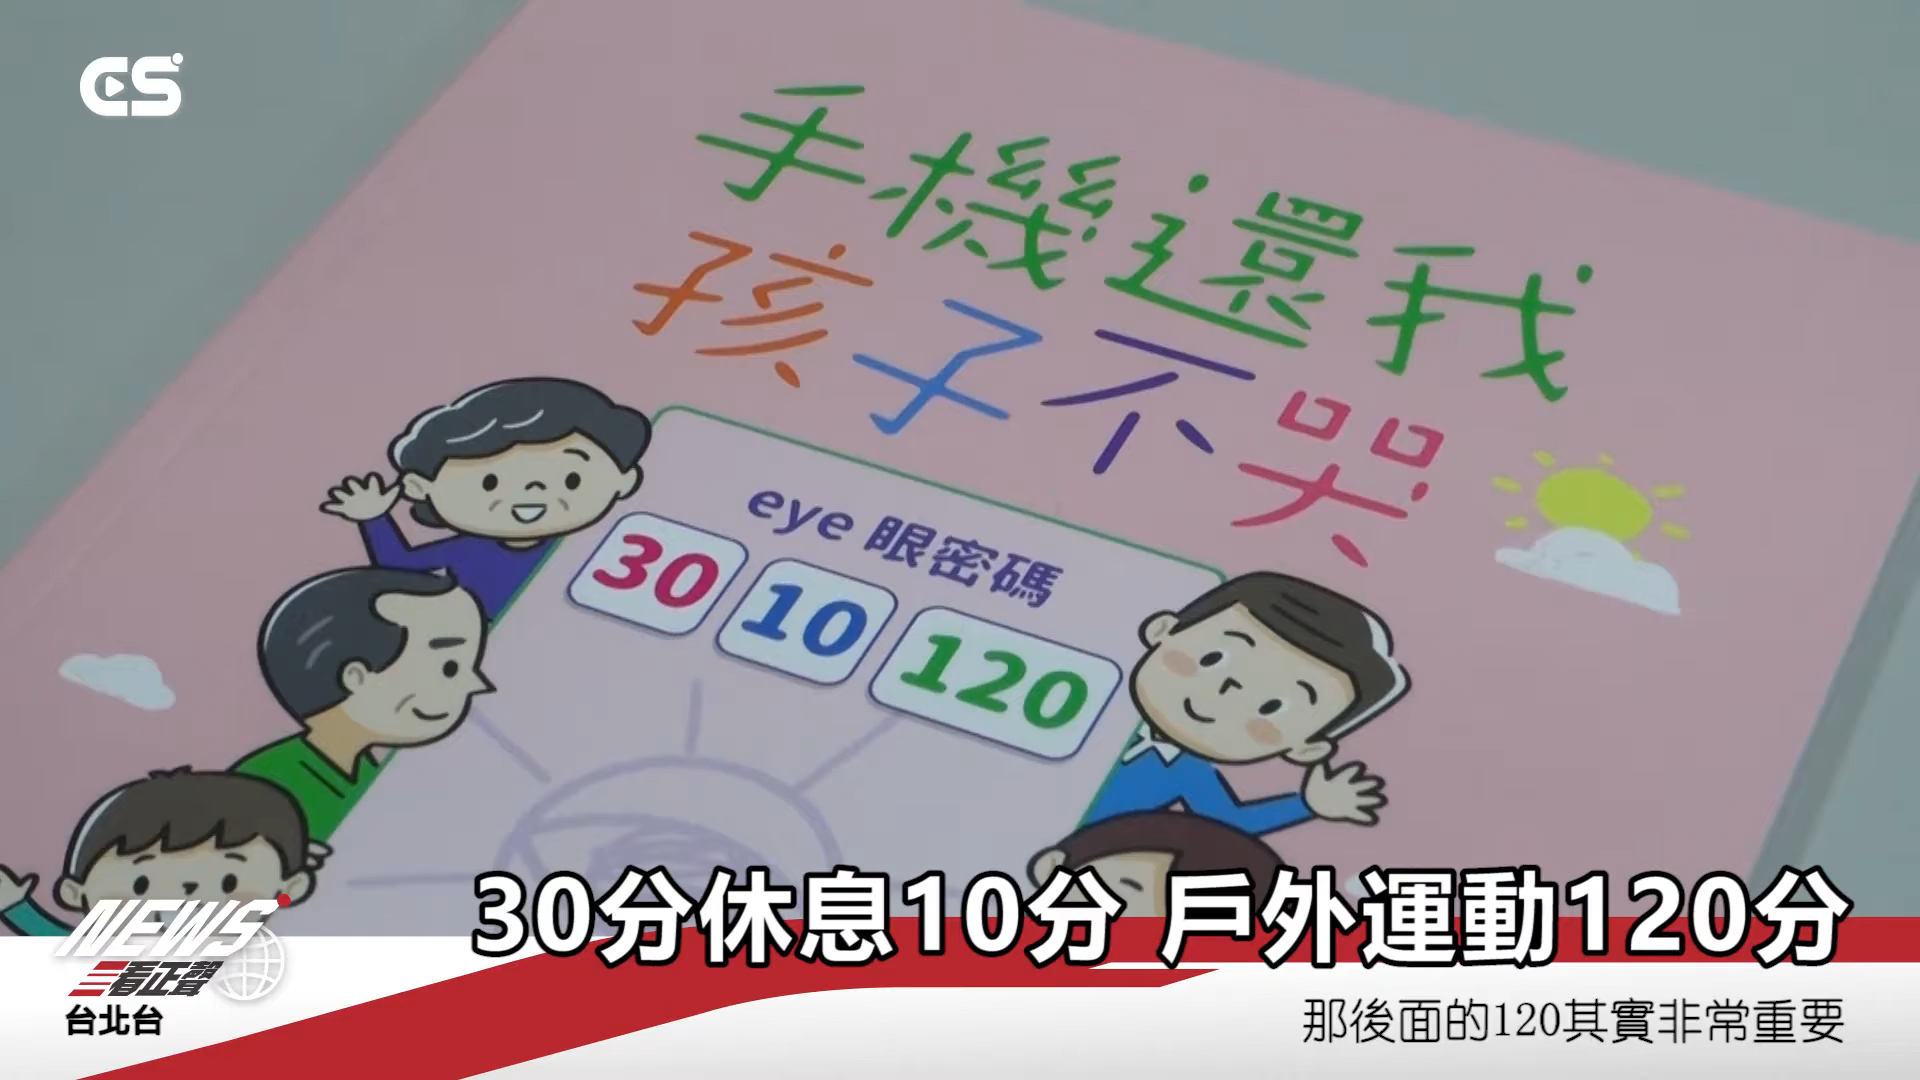 CS
手機還我
孩子不哭
eye 眼密碼
30 10 120
30分休息10分 戶外運動120分
NEWS
看正聲
台北台
那後面的120其實非常重要